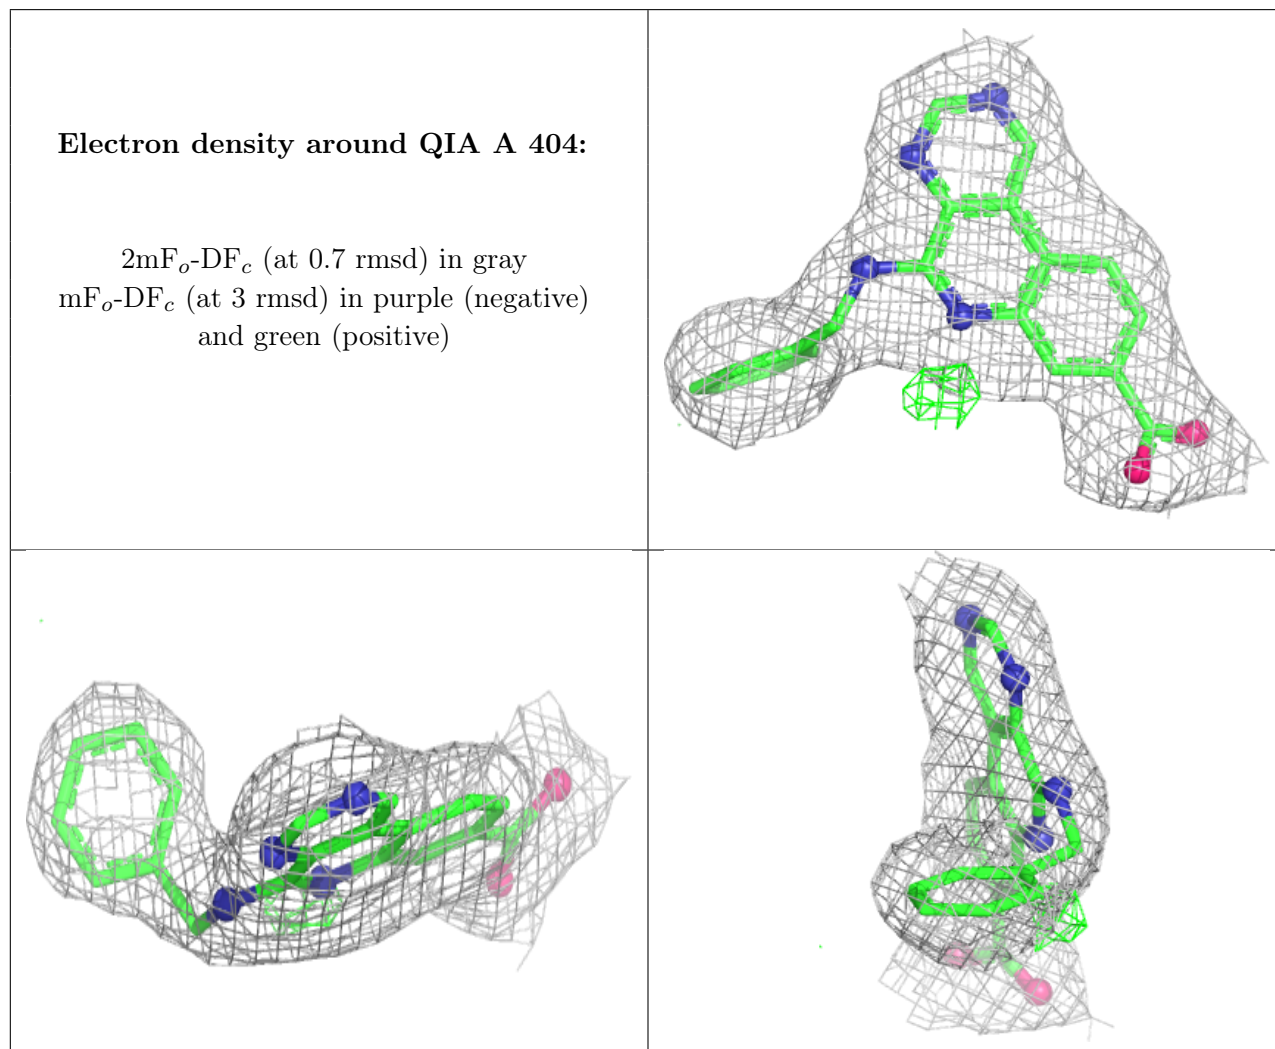 Electron density around QIA A 404:
2mFo-DFc (at 0.7 rmsd) in gray
mFo-DFc (at 3 rmsd) in purple (negative)
and green (positive)